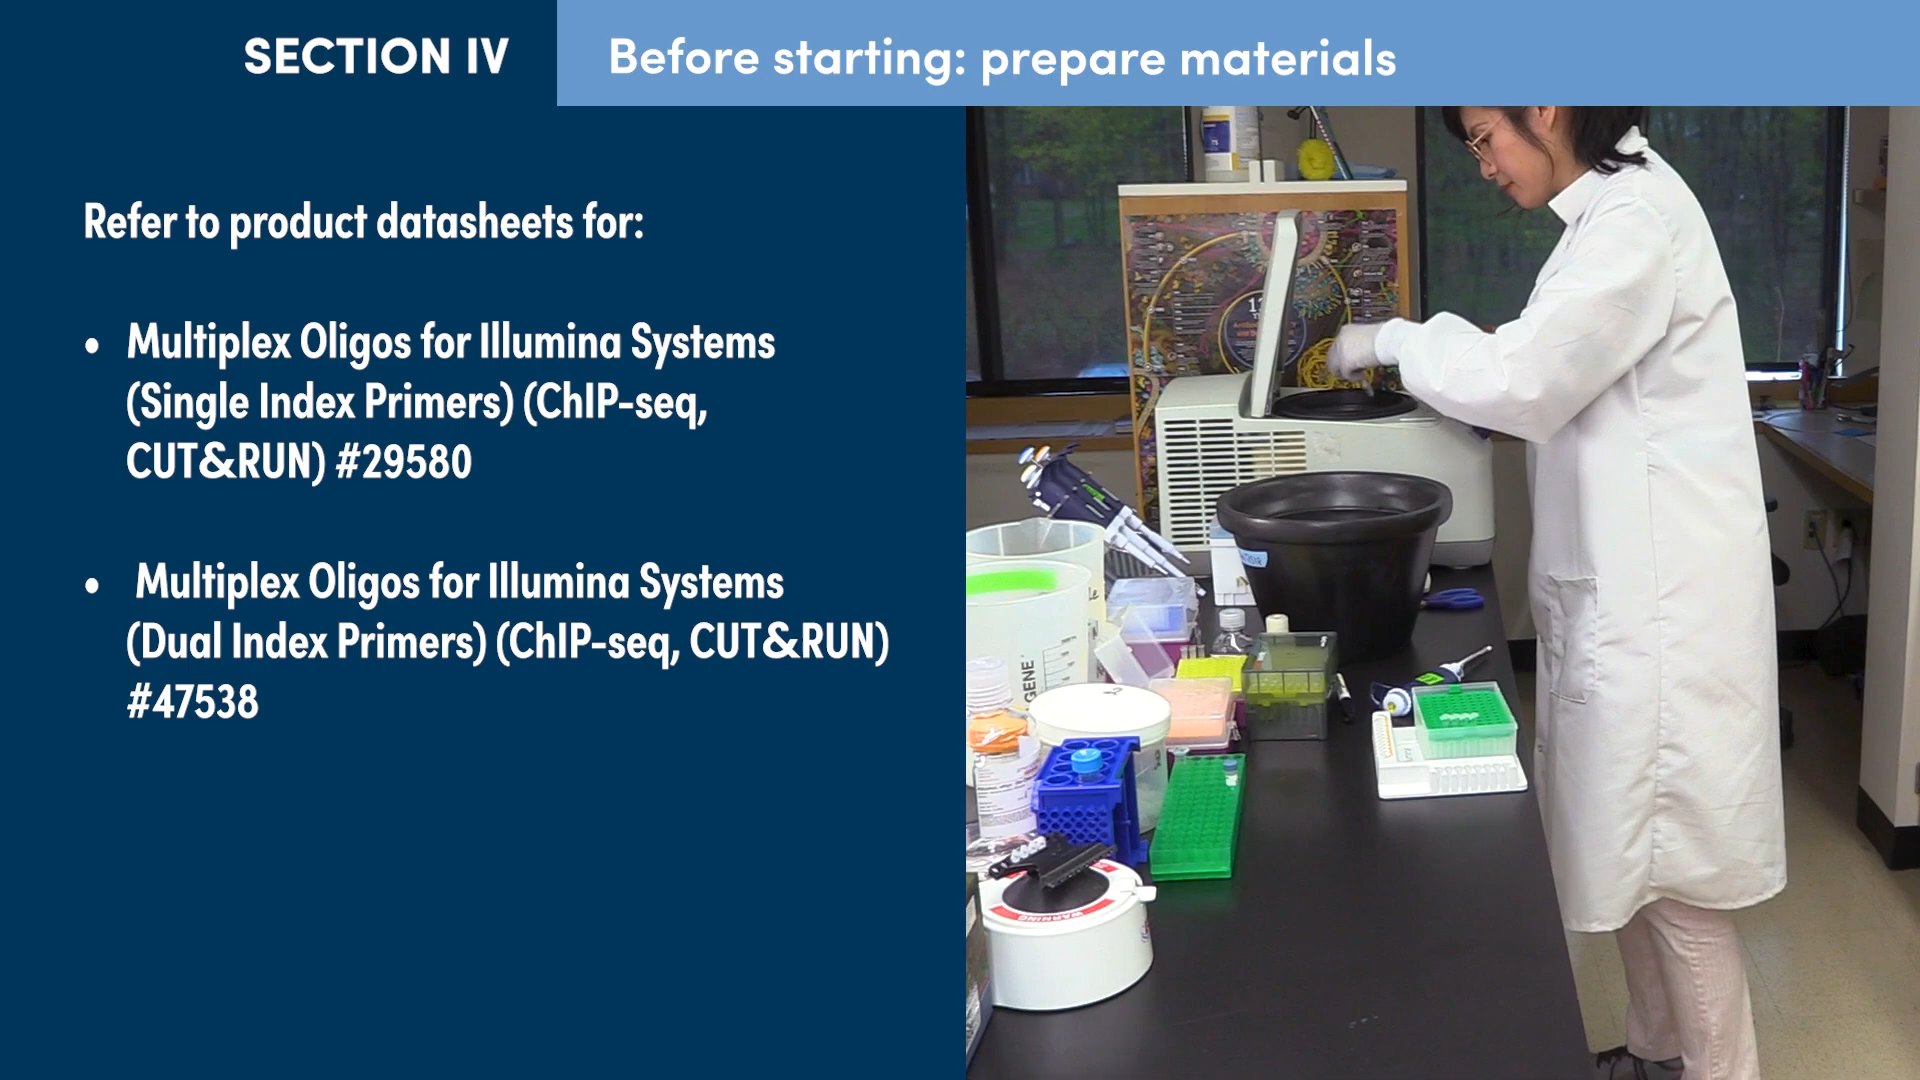 SECTION IV
Before starting: prepare materials
Refer to product datasheets for:
• Multiplex Oligos for Illumina Systems
(Single Index Primers) (ChIP-seq,
CUT&RUN) #29580
• Multiplex Oligos for Illumina Systems
(Dual Index Primers) (ChIP-seq, CUT&RUN)
#47538
GENE
WARNING